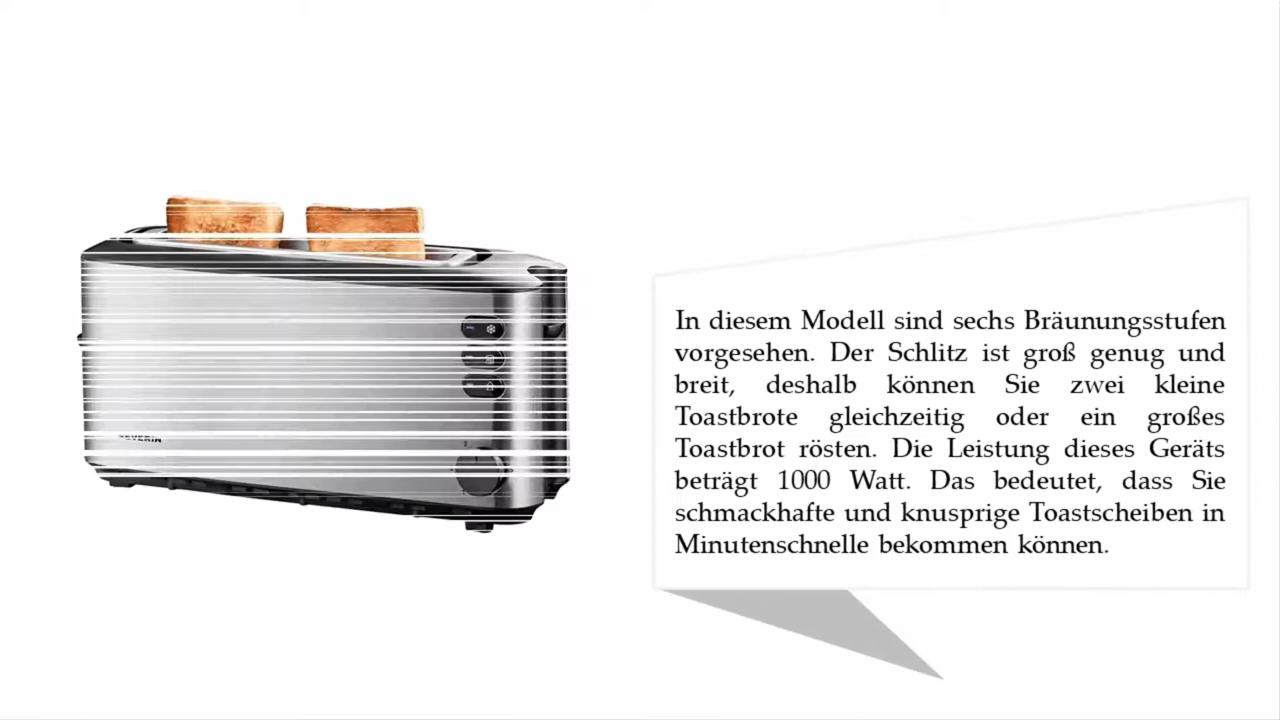 In diesem Modell sind sechs Bräunungsstufen
vorgesehen. Der Schlitz ist groß genug und
breit, deshalb können Sie zwei kleine
Toastbrote gleichzeitig oder ein großes
Toastbrot rösten. Die Leistung dieses Geräts
beträgt 1000 Watt. Das bedeutet, dass Sie
schmackhafte und knusprige Toastscheiben in
Minutenschnelle bekommen können.